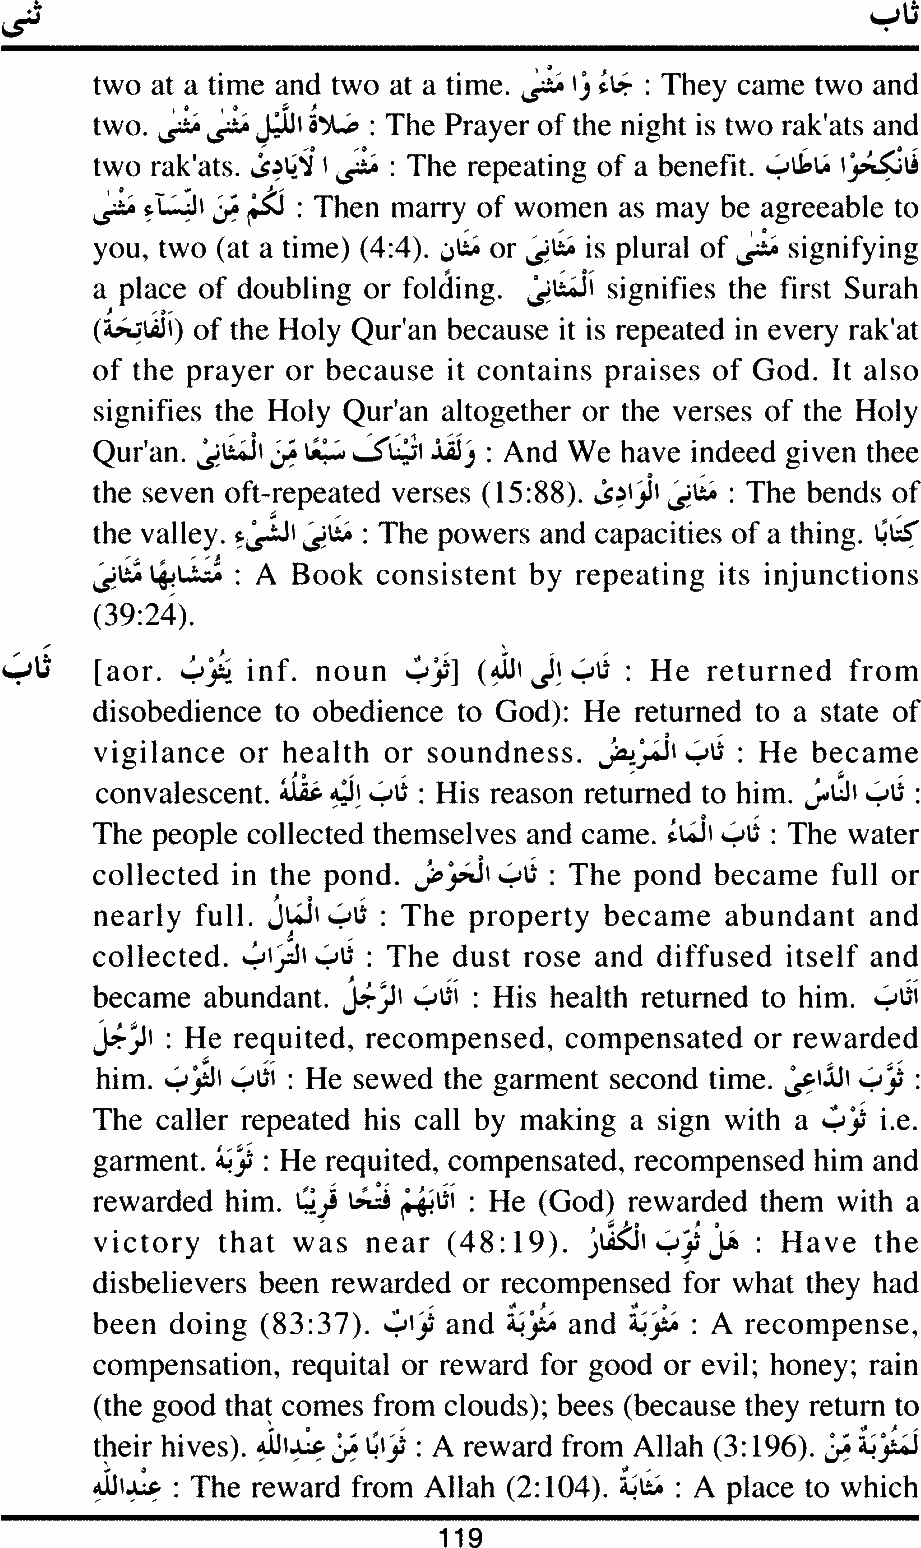 ثنى ثاب
two at a time and two at a time. جَاءُ وْا مَثْنٰى : They came two and
two. صَلاةُ اللَّيْلِ مَثْنٰى مَثْنٰى : The Prayer of the night is two rak'ats and
two rak'ats. مَثْنَى ا لْاَيَادِىْ : The repeating of a benefit. فَانْكِحُوْا مَاطَابَ
لَكُمْ مِّنَ النِّسَآءِ مَثْنٰى : Then marry of women as may be agreeable to
you, two (at a time) (4:4). مَثَان or مَثَانِىَ is plural of مَثْنٰى signifying
a place of doubling or folding. اَلْمَثَانِىْ signifies the first Surah
(اَلْفَاتِحَةُ) of the Holy Qur'an because it is repeated in every rak'at
of the prayer or because it contains praises of God. It also
signifies the Holy Qur'an altogether or the verses of the Holy
Qur'an. وَلَقَدْ اتَيْنَاكَ سَبْعًا مِّنَ الْمَثَانِىْ : And We have indeed given thee
the seven oft-repeated verses (15:88). مَثَانِىَ الْوَادِىْ : The bends of
the valley. مَثَانِىَ الشَّىْءِ : The powers and capacities of a thing. كِتَابًا
مُّتَشَابِهًا مَّثَانِىَ : A Book consistent by repeating its injunctions
(39:24).
ثَابَ [aor. يَثُوْبُ inf. noun ثَوْبٌ] (ثَابَ اِلَى اللّٰهِ : He returned from
disobedience to obedience to God): He returned to a state of
vigilance or health or soundness. ثَابَ الْمَرِيْضُ : He became
convalescent. ثَابَ اِلَيْهِ عَقْلُهُ : His reason returned to him. ثَابَ النَّاسُ :
The people collected themselves and came. ثَابَ الْمَاءُ : The water
collected in the pond. ثَابَ الْحَوْضُ : The pond became full or
nearly full. ثَابَ الْمَالُ : The property became abundant and
collected. ثَابَ التُّرَابُ : The dust rose and diffused itself and
became abundant. اَثَابَ الرَّجُلُ : His health returned to him. اَثَابَ
الرَّجُلَ : He requited, recompensed, compensated or rewarded
him. اَثَابَ الثَّوْبَ : He sewed the garment second time. ثَوَّبَ الدَّاعِىْ :
The caller repeated his call by making a sign with a ثَوْبٌ i.e.
garment. ثَوَّبَهُ : He requited, compensated, recompensed him and
rewarded him. اَثَابَهُمْ فَتْحًا قَرِيْبًا : He (God) rewarded them with a
victory that was near (48:19). هَلْ ثُوِّبَ الْكُفَّارُ : Have the
disbelievers been rewarded or recompensed for what they had
been doing (83:37). ثَوَابٌ and مَثُوْبَةٌ and مَثْوَبَةٌ : A recompense,
compensation, requital or reward for good or evil; honey; rain
(the good that comes from clouds); bees (because they return to
their hives). ثَوَابًا مِّنْ عِنْدِاللّٰهِ : A reward from Allah (3:196). لَمَثُوْبَةٌ مِّنْ
عِنْدِاللّٰهِ : The reward from Allah (2:104). مَثَابَةٌ : A place to which
119